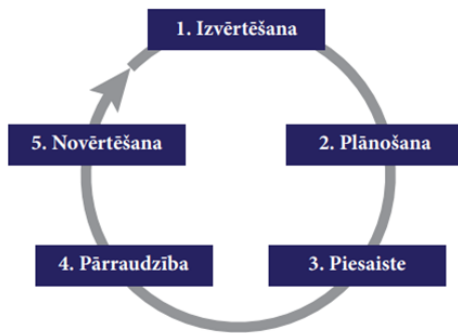 1. Izvērtēšana
2. Plānošana
3. Piesaiste
4. Pārraudzība
5. Novērtēšana